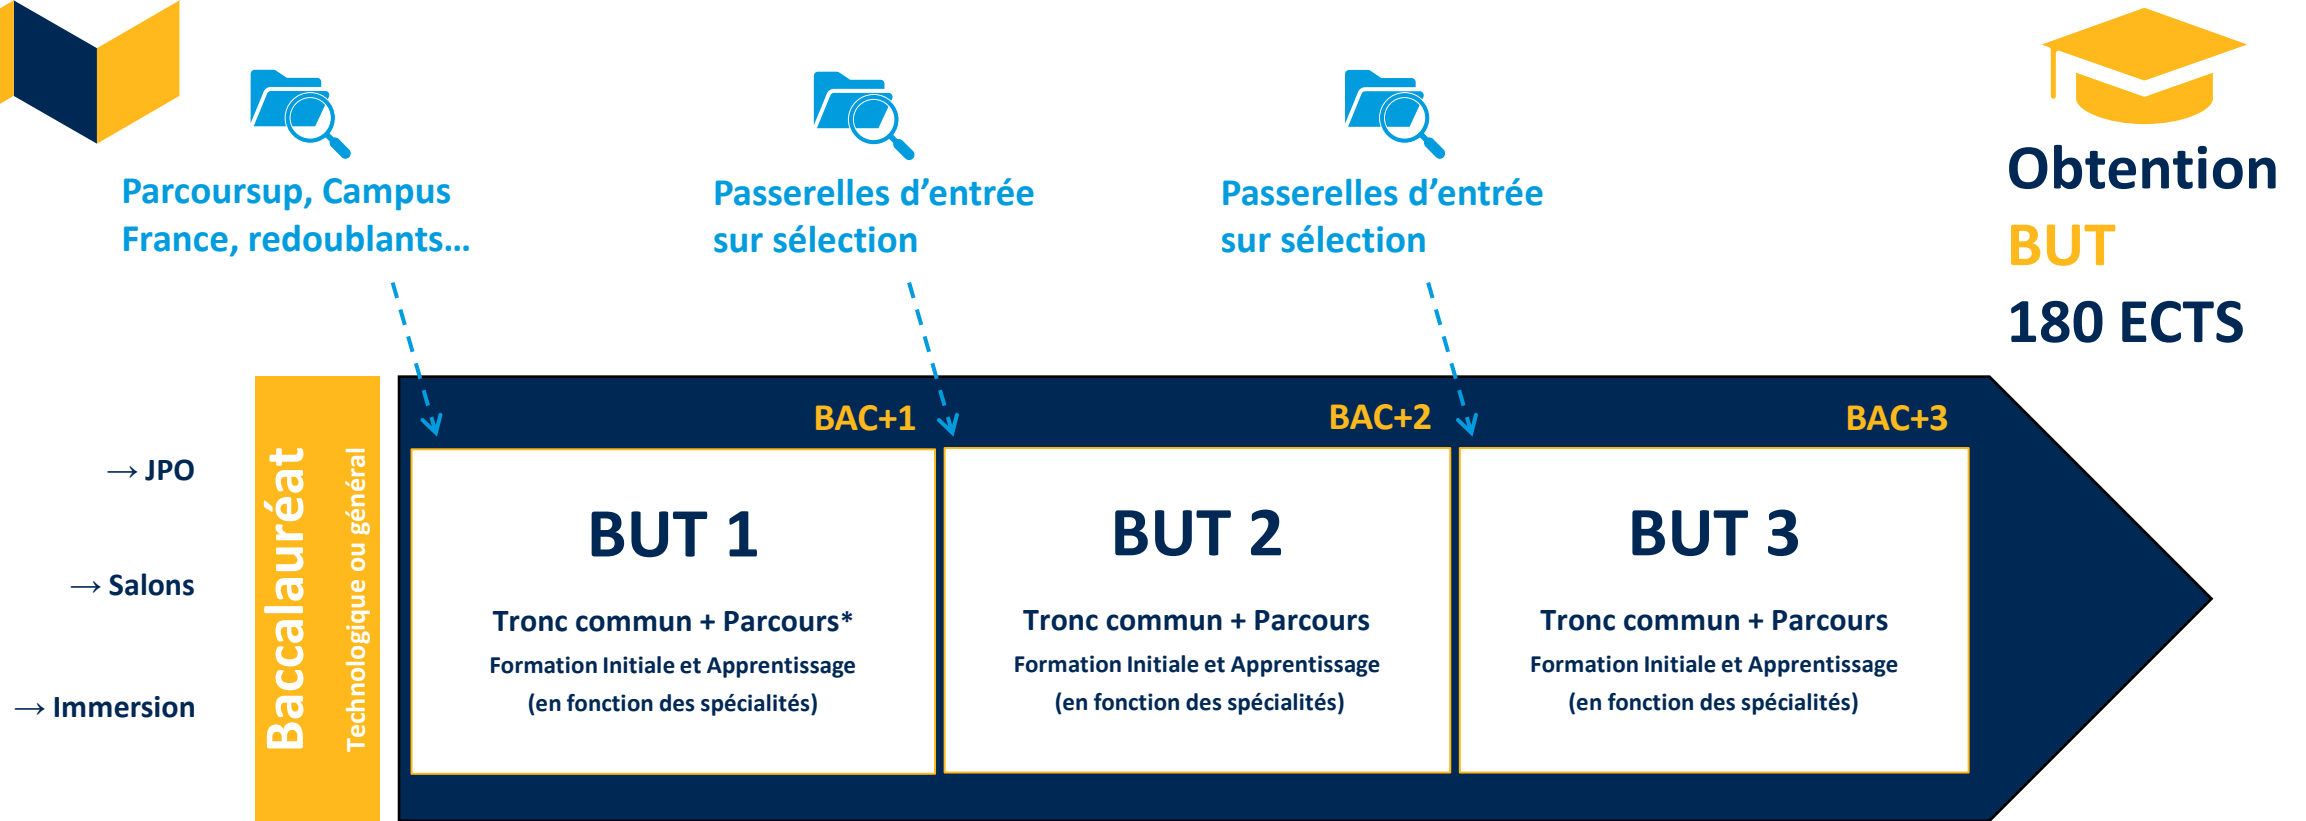 Parcoursup, Campus
France, redoublants...
Passerelles d’entrée
sur sélection
Passerelles d’entrée
sur sélection
Obtention
BUT
180 ECTS
→ JPO
→ Salons
→ Immersion
Baccalauréat
Technologique ou général
BAC+1
BUT 1
Tronc commun + Parcours*
Formation Initiale et Apprentissage
(en fonction des spécialités)
BAC+2
BUT 2
Tronc commun + Parcours
Formation Initiale et Apprentissage
(en fonction des spécialités)
BAC+3
BUT 3
Tronc commun + Parcours
Formation Initiale et Apprentissage
(en fonction des spécialités)